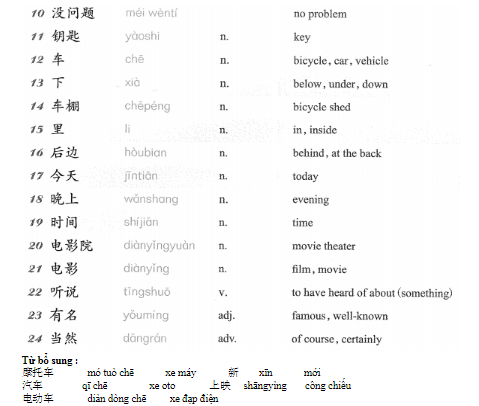 10 没问题 méi wèntí no problem
11 钥匙 yàoshi n. key
12 车 chē n. bicycle, car, vehicle
13 下 xià n. below, under, down
14 车棚 chēpéng n. bicycle shed
15 里 li n. in, inside
16 后边 hòubian n. behind, at the back
17 今天 jīntiān n. today
18 晚上 wǎnshang n. evening
19 时间 shíjiān n. time
20 电影院 diànyǐngyuàn n. movie theater
21 电影 diànyǐng n. film, movie
22 听说 tīngshuō v. to have heard of about (something)
23 有名 yǒumíng adj. famous, well-known
24 当然 dāngrán adv. of course, certainly
Từ bổ sung :
摩托车 mó tuò chē xe máy 新 xīn mới
汽车 qī chē xe oto 上映 shāngying công chiếu
电动车 dián dòng chē xe đạp điện